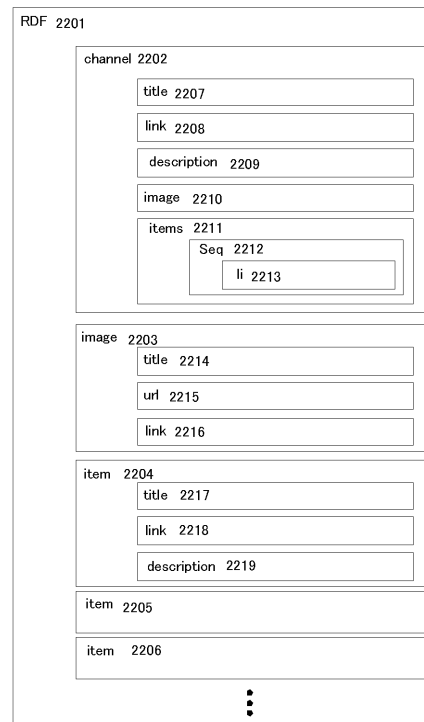 RDF 2201
channel 2202
title 2207
link 2208
description 2209
image 2210
items 2211
Seq 2212
li 2213
image 2203
title 2214
url 2215
link 2216
item 2204
title 2217
link 2218
description 2219
item 2205
item 2206